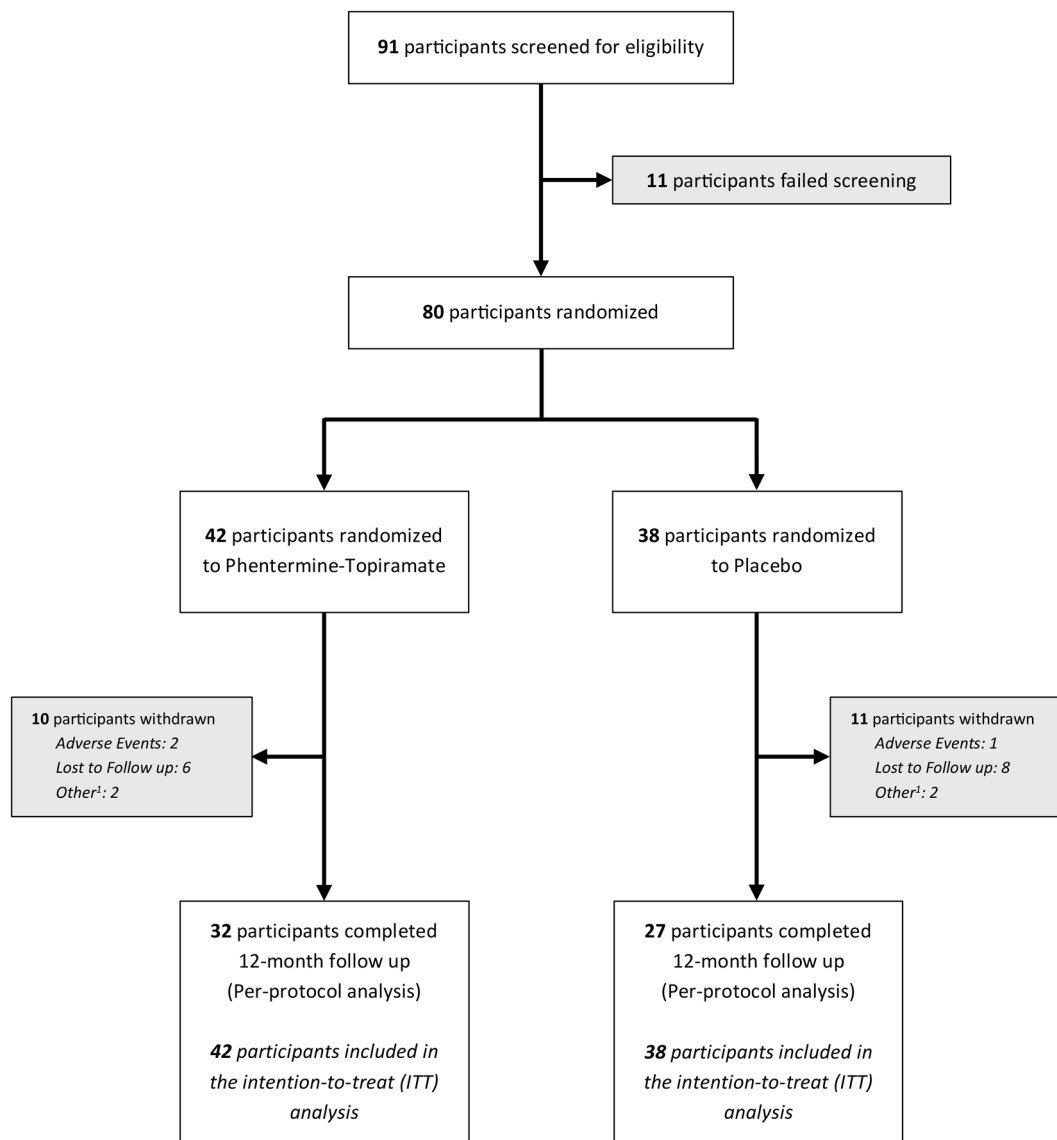 91 participants screened for eligibility
11 participants failed screening
80 participants randomized
42 participants randomized
to Phentermine-Topiramate
38 participants randomized
to Placebo
10 participants withdrawn
Adverse Events: 2
Lost to Follow up: 6
Other¹: 2
11 participants withdrawn
Adverse Events: 1
Lost to Follow up: 8
Other¹: 2
32 participants completed
12-month follow up
(Per-protocol analysis)
42 participants included in
the intention-to-treat (ITT)
analysis
27 participants completed
12-month follow up
(Per-protocol analysis)
38 participants included in
the intention-to-treat (ITT)
analysis